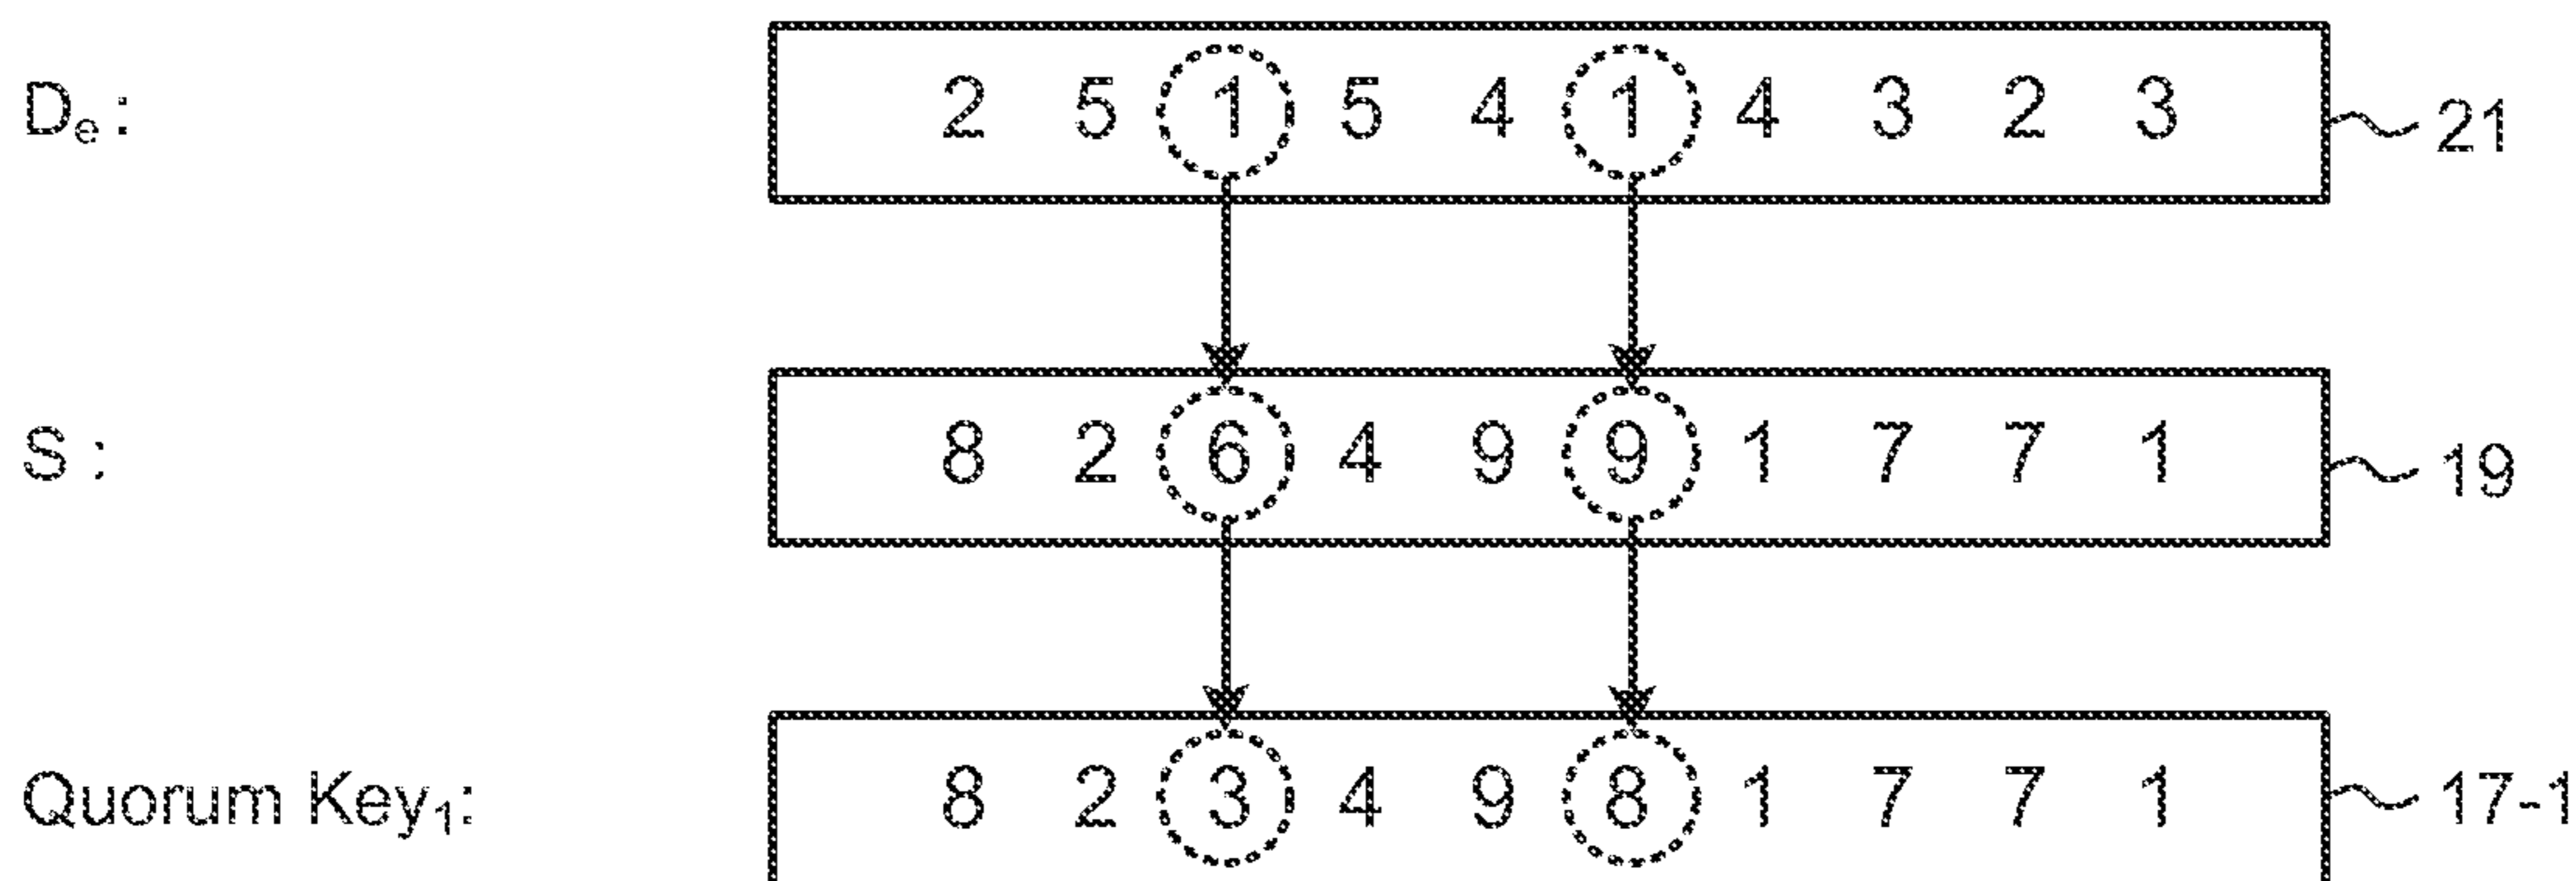 Dₑ : 2 5 1 5 4 1 4 3 2 3 21
S : 8 2 6 4 9 9 1 7 7 1 19
Quorum Key₁: 8 2 3 4 9 8 1 7 7 1 17-1